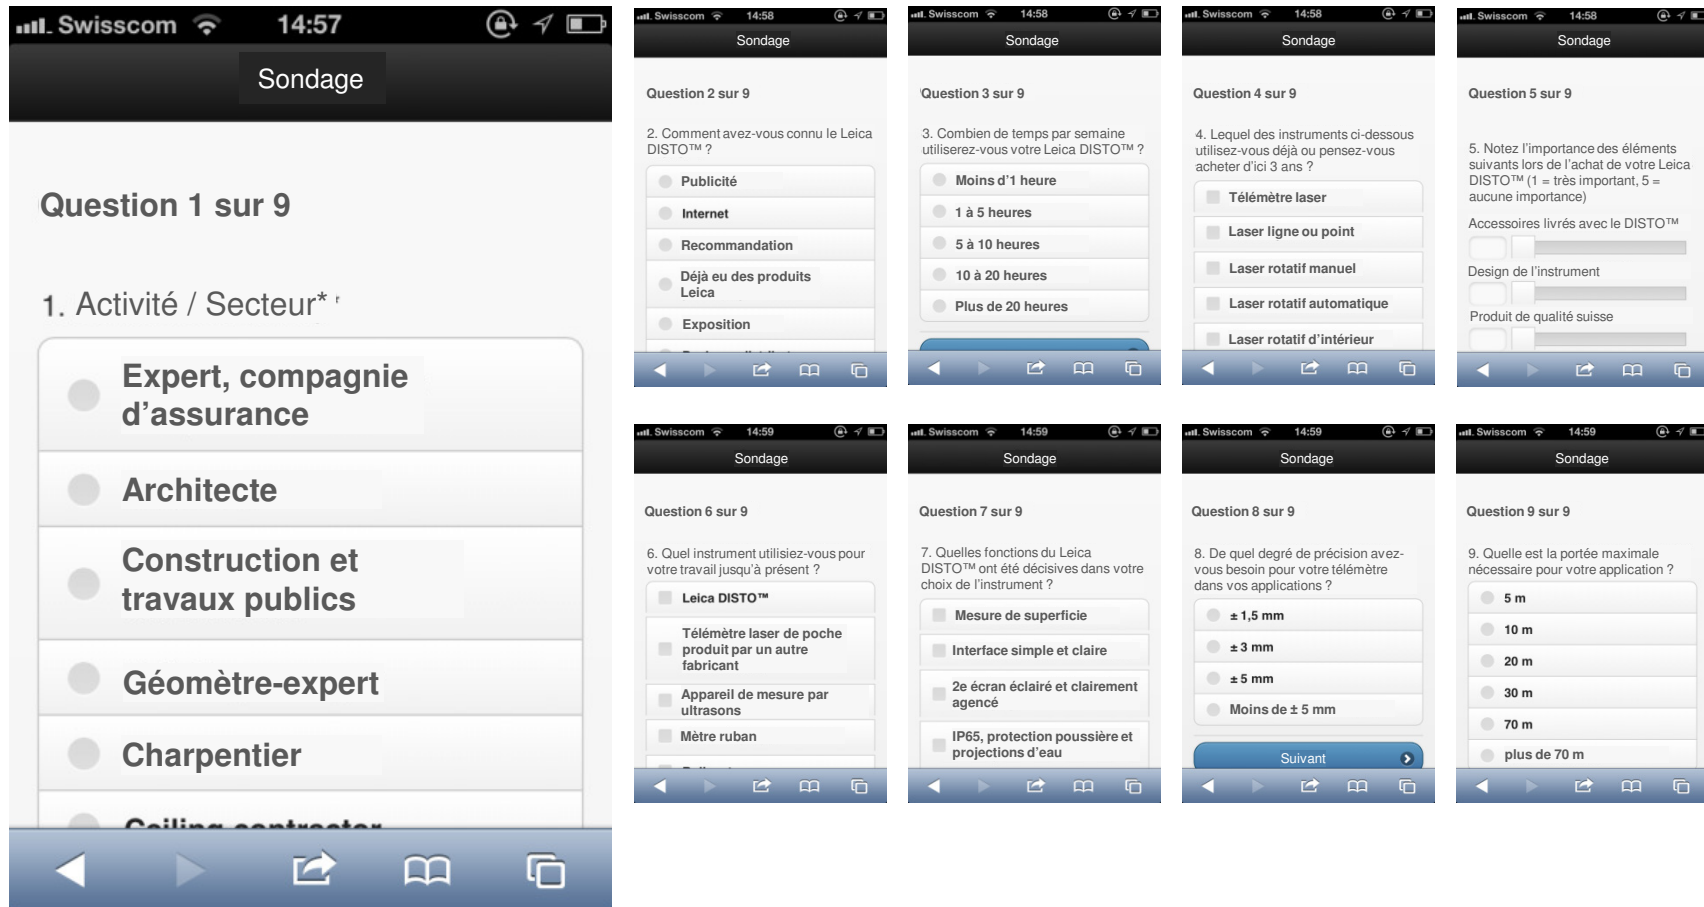 Swisscom 14:57
Sondage
Question 1 sur 9
1. Activité / Secteur*
Expert, compagnie
d'assurance
Architecte
Construction et
travaux publics
Géomètre-expert
Charpentier
Ceiling contractor
Swisscom 14:58
Sondage
Question 2 sur 9
2. Comment avez-vous connu le Leica
DISTO™ ?
Publicité
Internet
Recommandation
Déjà eu des produits
Leica
Exposition
Swisscom 14:58
Sondage
Question 3 sur 9
3. Combien de temps par semaine
utiliserez-vous votre Leica DISTO™ ?
Moins d'1 heure
1 à 5 heures
5 à 10 heures
10 à 20 heures
Plus de 20 heures
Swisscom 14:58
Sondage
Question 4 sur 9
4. Lequel des instruments ci-dessous
utilisez-vous déjà ou pensez-vous
acheter d'ici 3 ans ?
Télémètre laser
Laser ligne ou point
Laser rotatif manuel
Laser rotatif automatique
Laser rotatif d'intérieur
Swisscom 14:58
Sondage
Question 5 sur 9
5. Notez l'importance des éléments
suivants lors de l'achat de votre Leica
DISTO™ (1 = très important, 5 =
aucune importance)
Accessoires livrés avec le DISTO™
Design de l'instrument
Produit de qualité suisse
Swisscom 14:59
Sondage
Question 6 sur 9
6. Quel instrument utilisiez-vous pour
votre travail jusqu'à présent ?
Leica DISTO™
Télémètre laser de poche
produit par un autre
fabricant
Appareil de mesure par
ultrasons
Mètre ruban
Swisscom 14:59
Sondage
Question 7 sur 9
7. Quelles fonctions du Leica
DISTO™ ont été décisives dans votre
choix de l'instrument ?
Mesure de superficie
Interface simple et claire
2e écran éclairé et clairement
agencé
IP65, protection poussière et
projections d'eau
Swisscom 14:59
Sondage
Question 8 sur 9
8. De quel degré de précision avez-
vous besoin pour votre télémètre
dans vos applications ?
± 1,5 mm
± 3 mm
± 5 mm
Moins de ± 5 mm
Suivant
Swisscom 14:59
Sondage
Question 9 sur 9
9. Quelle est la portée maximale
nécessaire pour votre application ?
5 m
10 m
20 m
30 m
70 m
plus de 70 m